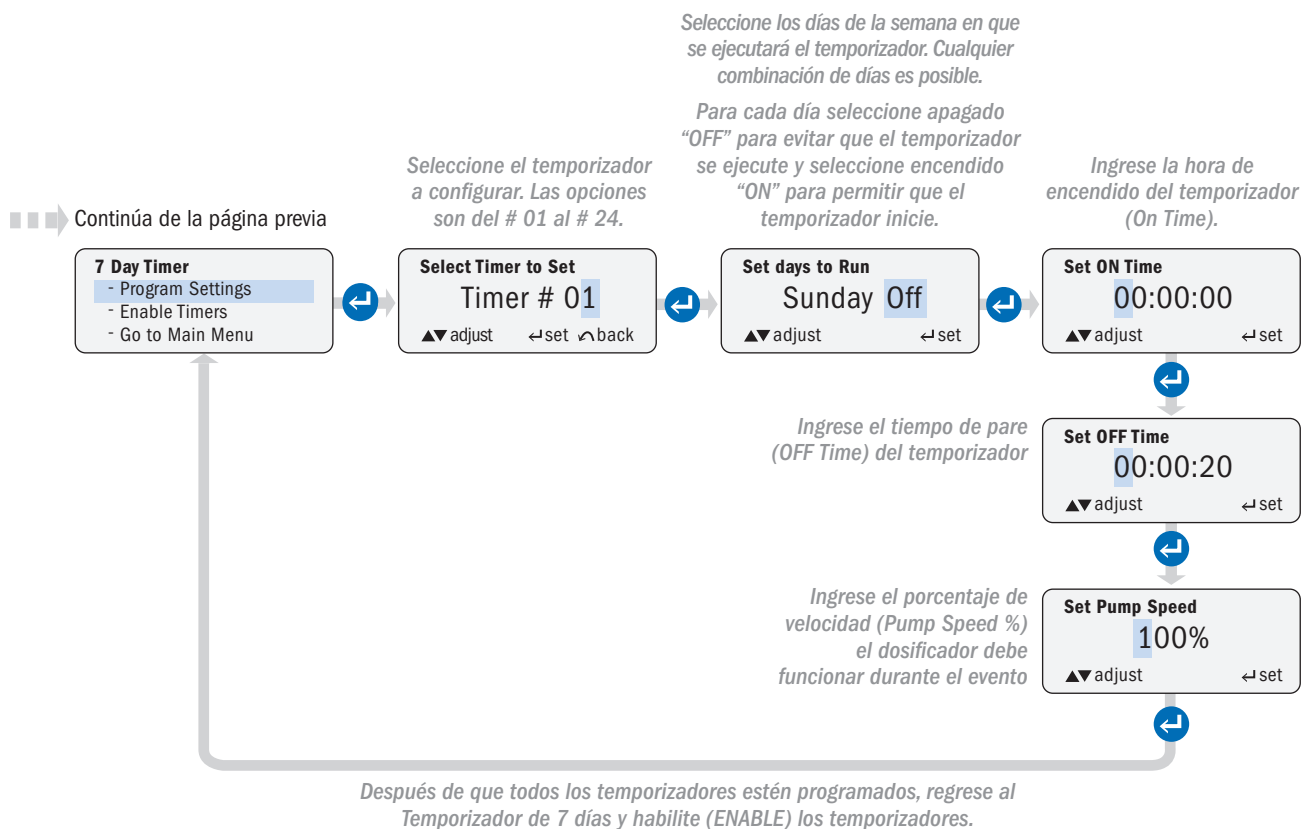 Seleccione los días de la semana en que
se ejecutará el temporizador. Cualquier
combinación de días es posible.
Para cada día seleccione apagado
“OFF” para evitar que el temporizador
se ejecute y seleccione encendido
“ON” para permitir que el
temporizador inicie.
Seleccione el temporizador
a configurar. Las opciones
son del # 01 al # 24.
Ingrese la hora de
encendido del temporizador
(On Time).
Continúa de la página previa
7 Day Timer
- Program Settings
- Enable Timers
- Go to Main Menu
Select Timer to Set
Timer # 01
▲▼ adjust ↵ set ↶ back
Set days to Run
Sunday Off
▲▼ adjust ↵ set
Set ON Time
00:00:00
▲▼ adjust ↵ set
Ingrese el tiempo de pare
(OFF Time) del temporizador
Set OFF Time
00:00:20
▲▼ adjust ↵ set
Ingrese el porcentaje de
velocidad (Pump Speed %)
el dosificador debe
funcionar durante el evento
Set Pump Speed
100%
▲▼ adjust ↵ set
Después de que todos los temporizadores estén programados, regrese al
Temporizador de 7 días y habilite (ENABLE) los temporizadores.